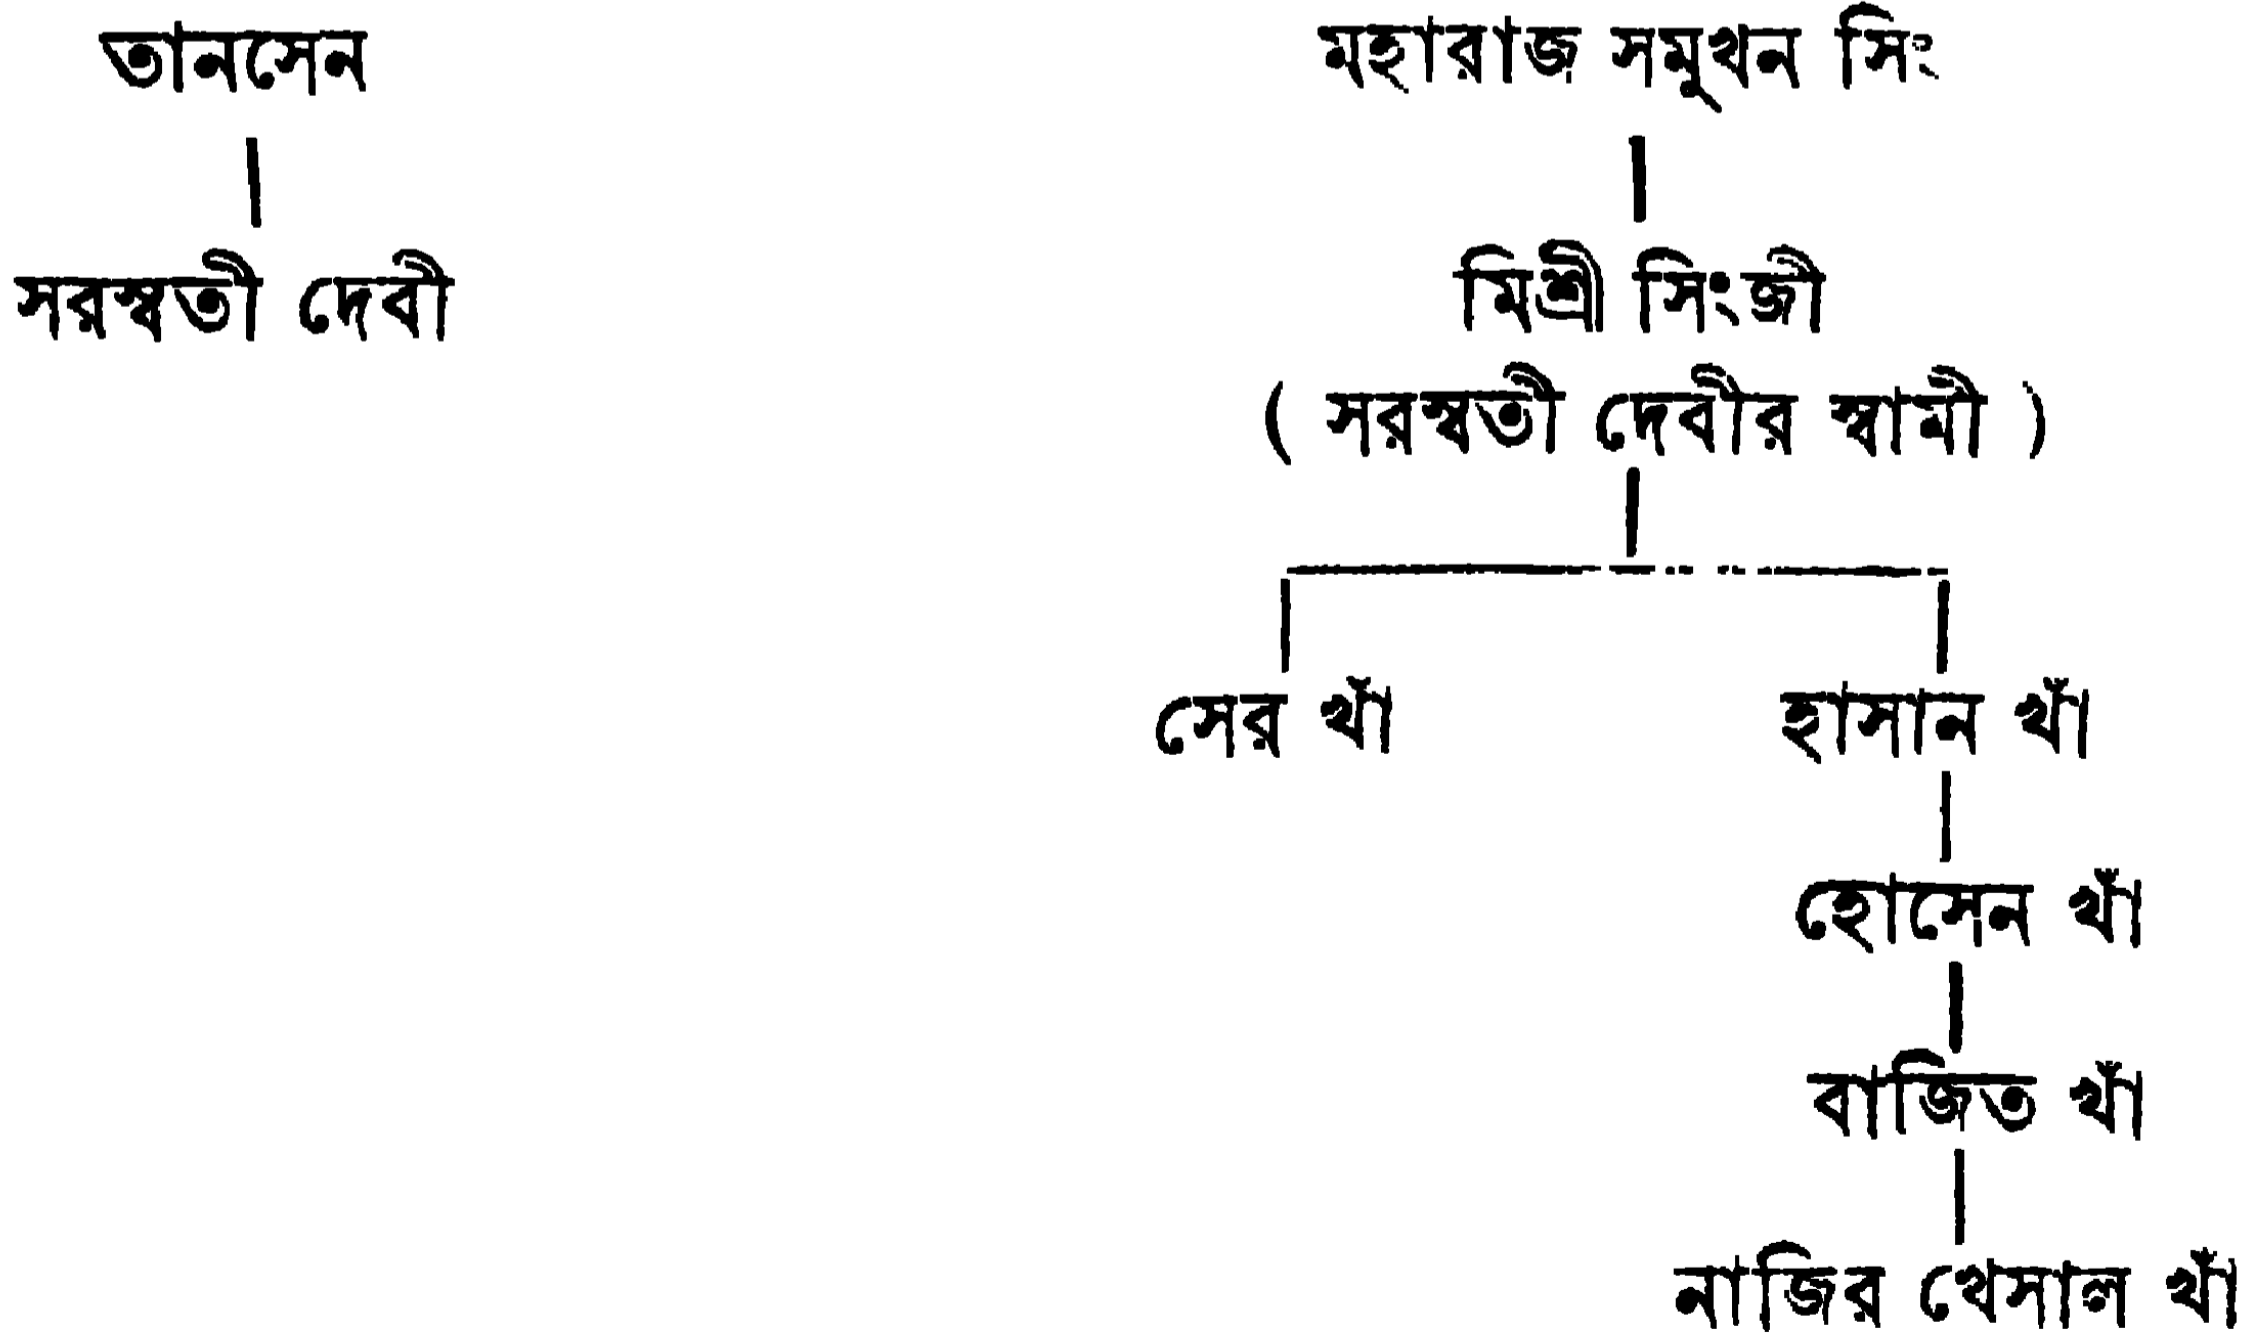 তানসেন মহারাজ সমুখন সিং
সরস্বতী দেবী মিশ্রী সিংজী
( সরস্বতী দেবীর স্বামী )
সের খাঁ হাসান খাঁ
হোসেন খাঁ
বাজিত খাঁ
নাজির খেসাল খাঁ